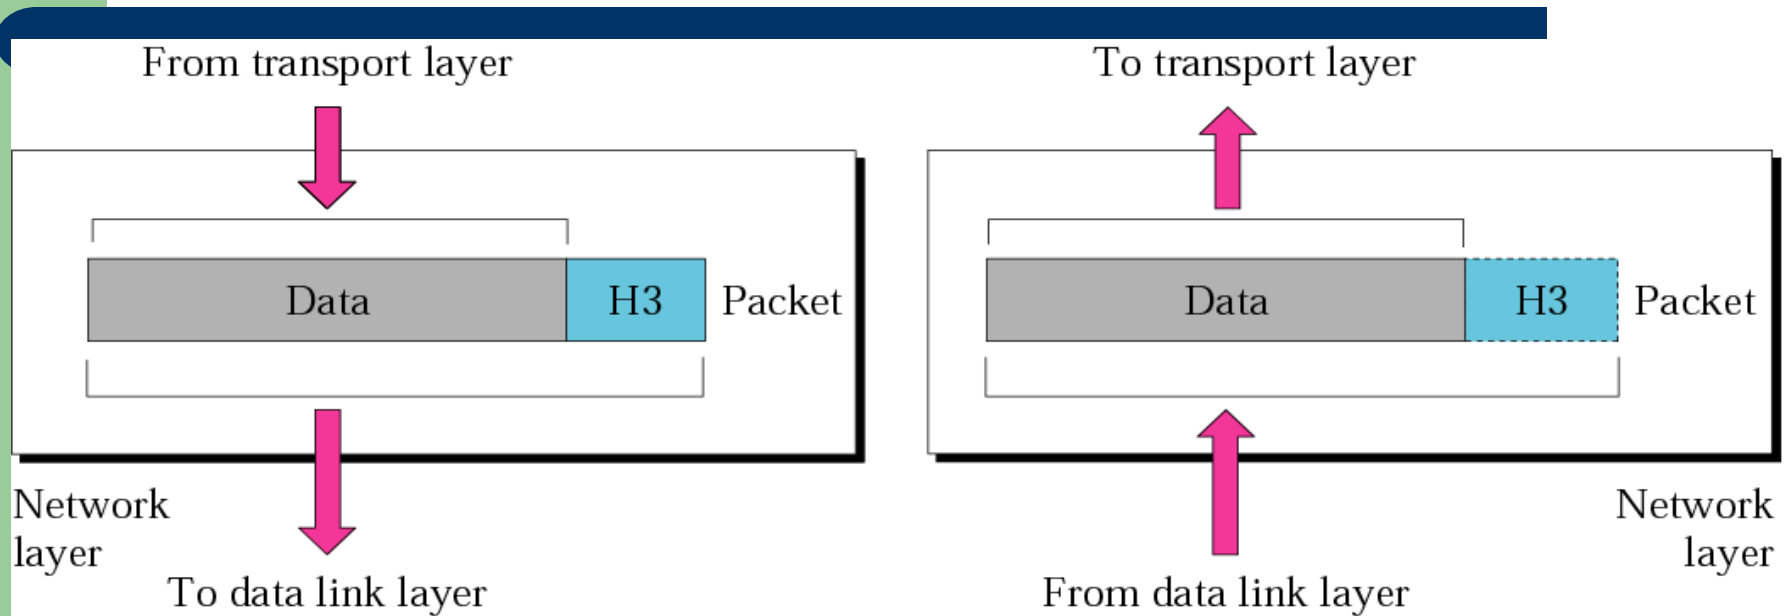 From transport layer
To transport layer
Data
H3
Packet
Data
H3
Packet
Network
layer
To data link layer
From data link layer
Network
layer